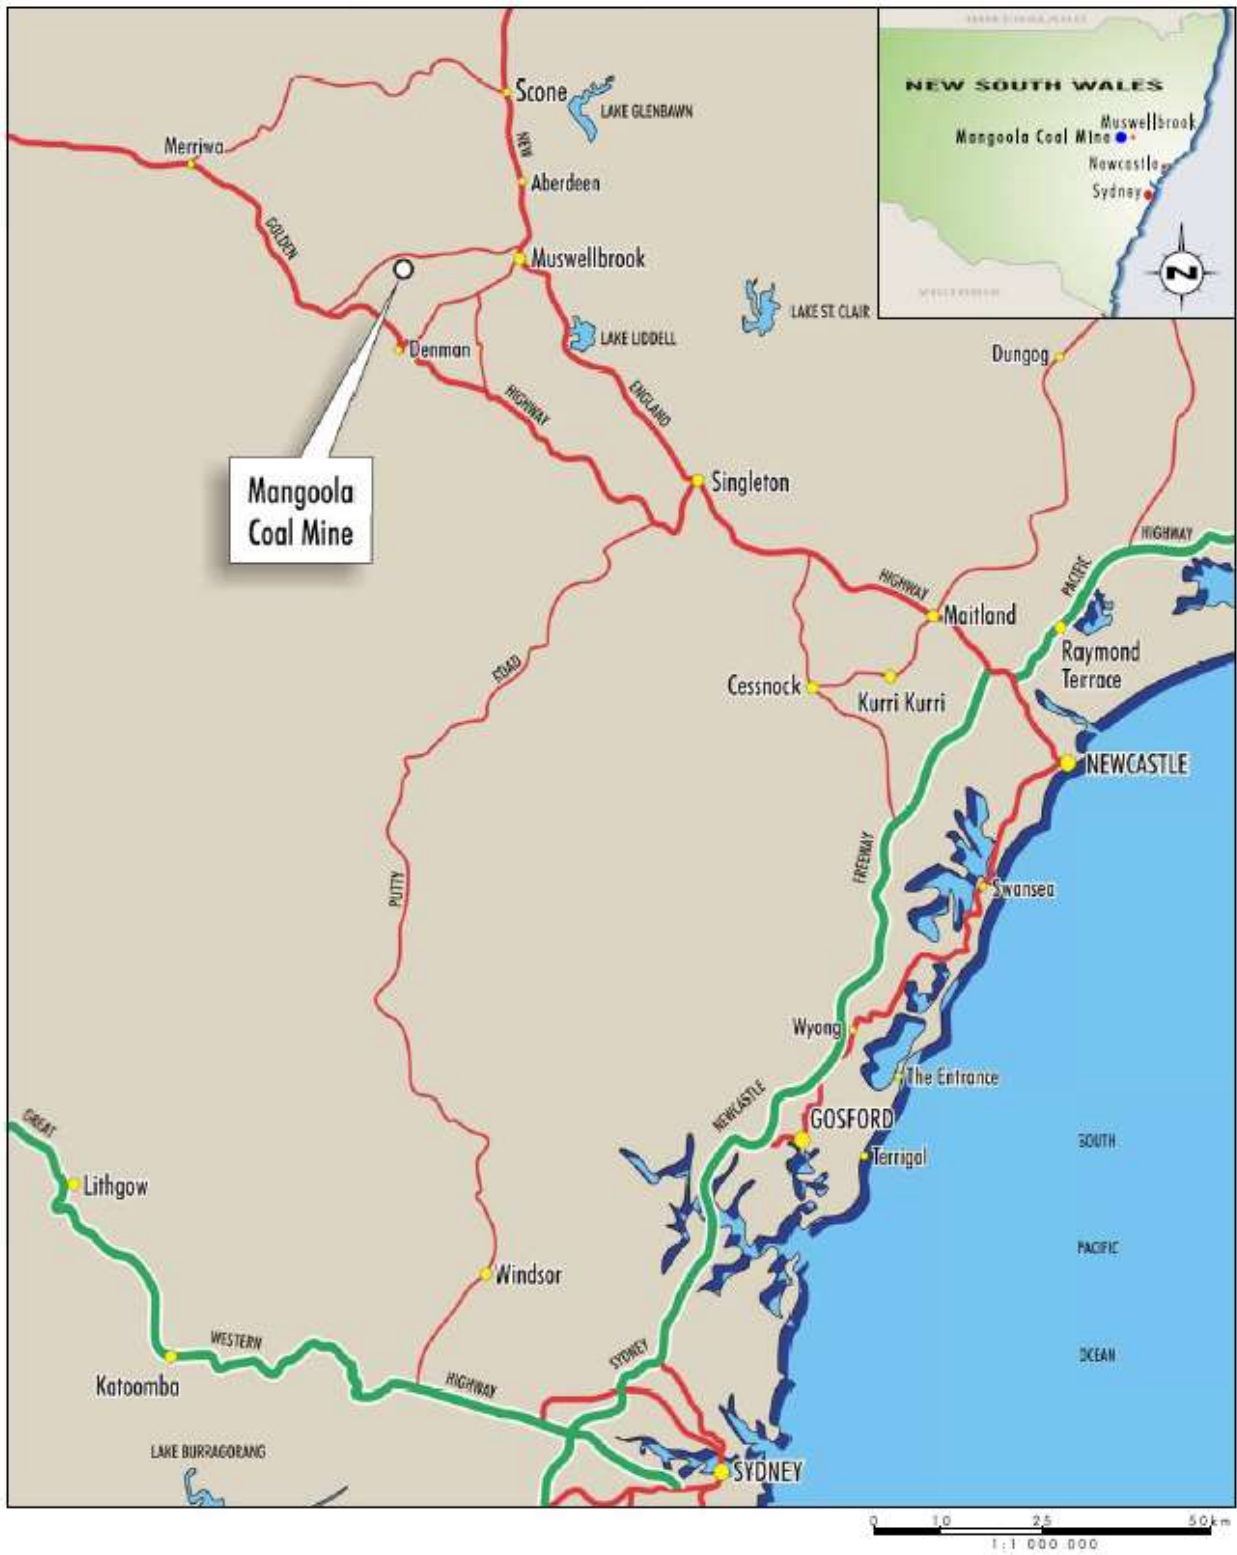 NEW SOUTH WALES
Muswellbrook
Mangoola Coal Mine
Newcastle
Sydney
VICTORIA
N
Scone
LAKE GLENBAWN
NEW
Merriwa
Aberdeen
GOLDEN
Muswellbrook
LAKE ST. CLAIR
LAKE LIDDELL
Denman
Dungog
HIGHWAY
ENGLAND
Mangoola
Coal Mine
Singleton
HIGHWAY
PACIFIC
HIGHWAY
Maitland
Raymond
Terrace
ROAD
Cessnock
Kurri Kurri
NEWCASTLE
FREEWAY
PUTTY
Swansea
Wyong
The Entrance
NEWCASTLE
GOSFORD
GREAT
SOUTH
Terrigal
Lithgow
PACIFIC
Windsor
WESTERN
SYDNEY
OCEAN
Katoomba
HIGHWAY
LAKE BURRAGORANG
SYDNEY
0 10 25 50km
1:1 000 000